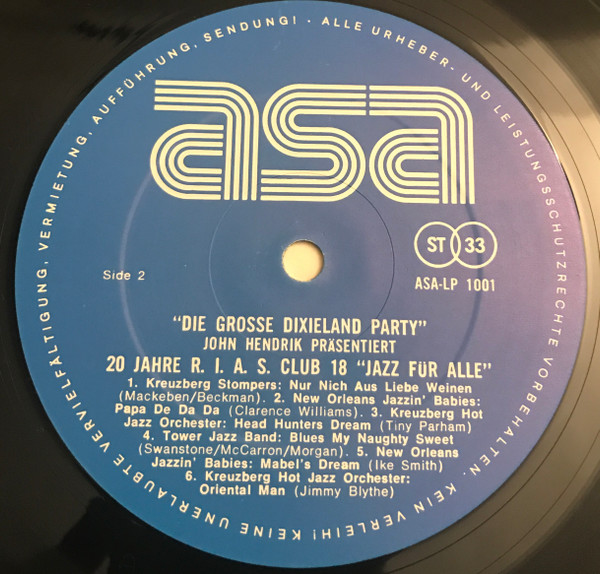 KEINE UNERLAUBTE VERVIELFÄLTIGUNG, VERMIETUNG, AUFFÜHRUNG, SENDUNG! - ALLE URHEBER- UND LEISTUNGSSCHUTZRECHTE VORBEHALTEN. KEIN VERLEIH!
asa
ST 33
ASA-LP 1001
Side 2
"DIE GROSSE DIXIELAND PARTY"
JOHN HENDRIK PRÄSENTIERT
20 JAHRE R. I. A. S. CLUB 18 "JAZZ FÜR ALLE"
1. Kreuzberg Stompers: Nur Nich Aus Liebe Weinen
(Mackeben/Beckman). 2. New Orleans Jazzin' Babies:
Papa De Da Da (Clarence Williams). 3. Kreuzberg Hot
Jazz Orchester: Head Hunters Dream (Tiny Parham)
4. Tower Jazz Band: Blues My Naughty Sweet
(Swanstone/McCarron/Morgan). 5. New Orleans
Jazzin' Babies: Mabel's Dream (Ike Smith)
6. Kreuzberg Hot Jazz Orchester:
Oriental Man (Jimmy Blythe)